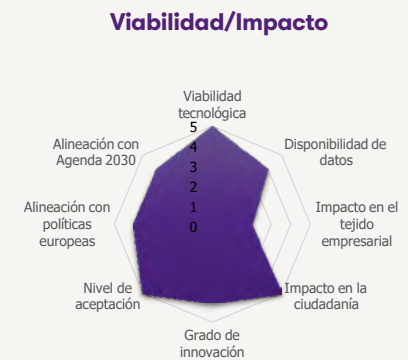 Viabilidad/Impacto
Viabilidad
tecnológica
5
4
3
2
1
0
Disponibilidad de
datos
Impacto en el
tejido
empresarial
Impacto en la
ciudadanía
Grado de
innovación
Nivel de
aceptación
Alineación con
políticas
europeas
Alineación con
Agenda 2030